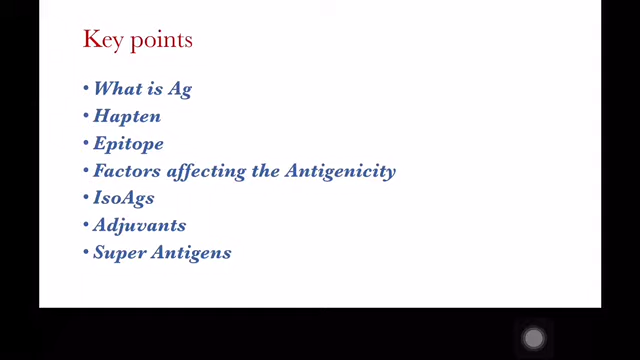 Key points
• What is Ag
• Hapten
• Epitope
• Factors affecting the Antigenicity
• IsoAgs
• Adjuvants
• Super Antigens